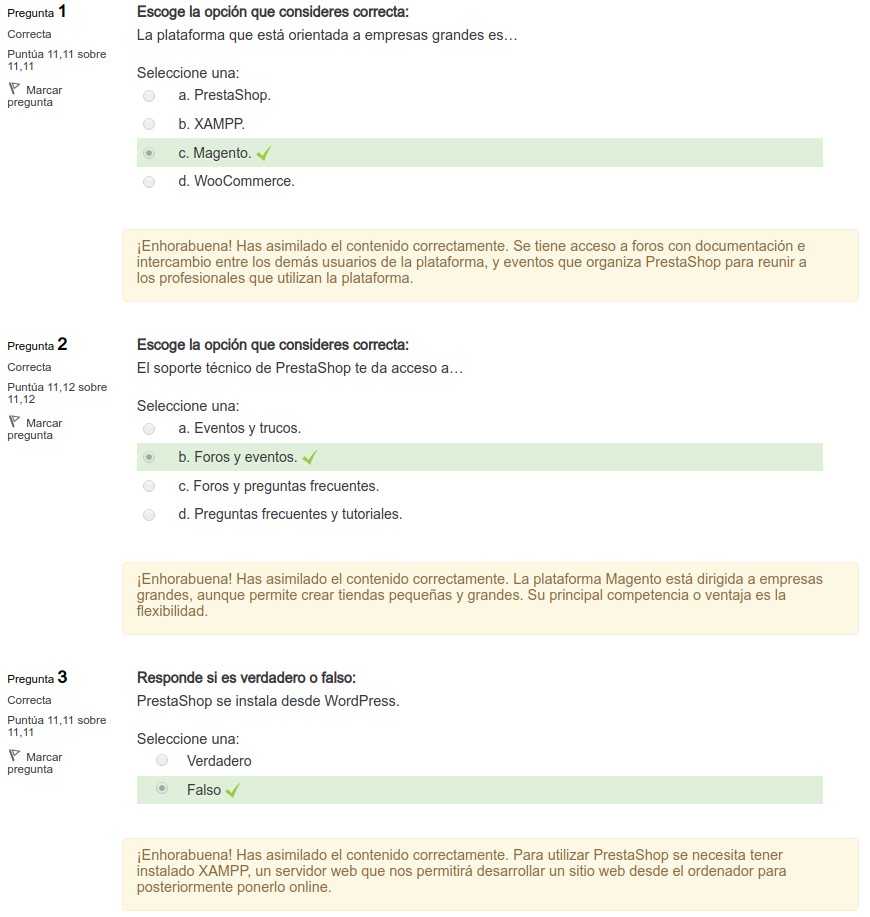 Pregunta 1
Correcta
Puntúa 11,11 sobre
11,11
Marcar
pregunta
Escoge la opción que consideres correcta:
La plataforma que está orientada a empresas grandes es…
Seleccione una:
a. PrestaShop.
b. XAMPP.
c. Magento.
d. WooCommerce.
¡Enhorabuena! Has asimilado el contenido correctamente. Se tiene acceso a foros con documentación e
intercambio entre los demás usuarios de la plataforma, y eventos que organiza PrestaShop para reunir a
los profesionales que utilizan la plataforma.
Pregunta 2
Correcta
Puntúa 11,12 sobre
11,12
Marcar
pregunta
Escoge la opción que consideres correcta:
El soporte técnico de PrestaShop te da acceso a…
Seleccione una:
a. Eventos y trucos.
b. Foros y eventos.
c. Foros y preguntas frecuentes.
d. Preguntas frecuentes y tutoriales.
¡Enhorabuena! Has asimilado el contenido correctamente. La plataforma Magento está dirigida a empresas
grandes, aunque permite crear tiendas pequeñas y grandes. Su principal competencia o ventaja es la
flexibilidad.
Pregunta 3
Correcta
Puntúa 11,11 sobre
11,11
Marcar
pregunta
Responde si es verdadero o falso:
PrestaShop se instala desde WordPress.
Seleccione una:
Verdadero
Falso
¡Enhorabuena! Has asimilado el contenido correctamente. Para utilizar PrestaShop se necesita tener
instalado XAMPP, un servidor web que nos permitirá desarrollar un sitio web desde el ordenador para
posteriormente ponerlo online.